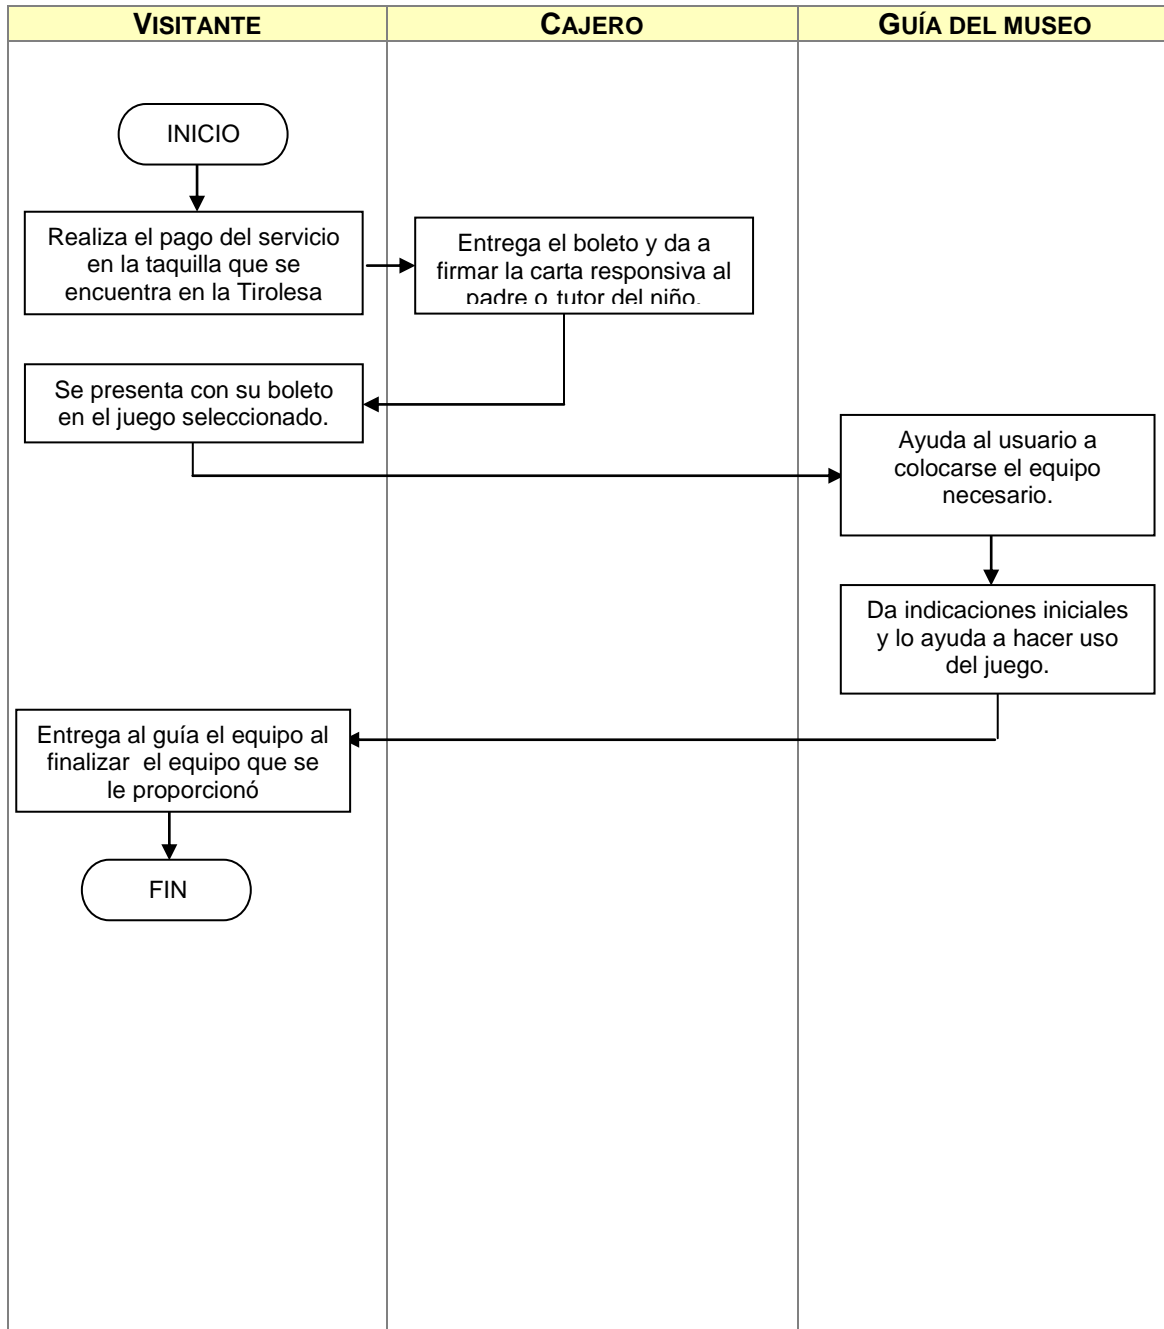 VISITANTE
CAJERO
GUÍA DEL MUSEO
INICIO
Realiza el pago del servicio
en la taquilla que se
encuentra en la Tirolesa
Entrega el boleto y da a
firmar la carta responsiva al
padre o tutor del niño.
Se presenta con su boleto
en el juego seleccionado.
Ayuda al usuario a
colocarse el equipo
necesario.
Da indicaciones iniciales
y lo ayuda a hacer uso
del juego.
Entrega al guía el equipo al
finalizar  el equipo que se
le proporcionó
FIN